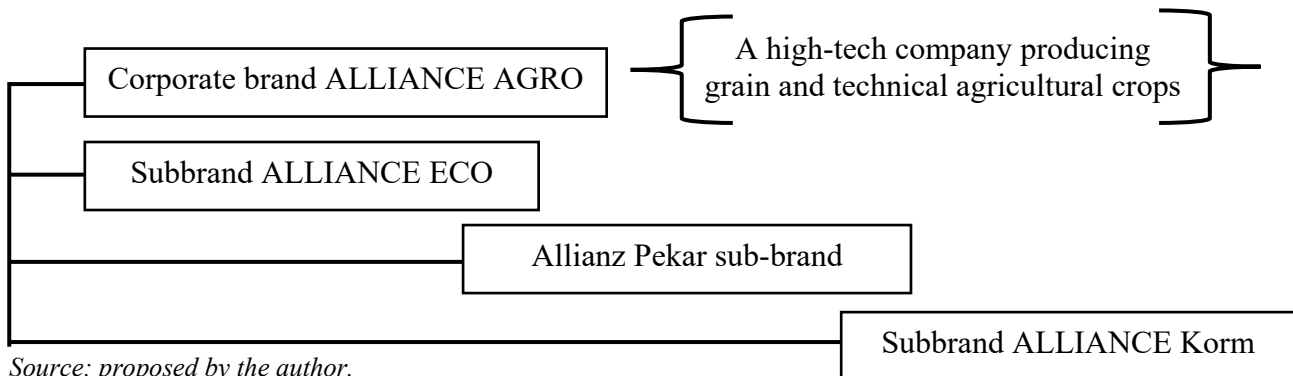 Corporate brand ALLIANCE AGRO
A high-tech company producing
grain and technical agricultural crops
Subbrand ALLIANCE ECO
Allianz Pekar sub-brand
Subbrand ALLIANCE Korm
Source: proposed by the author.